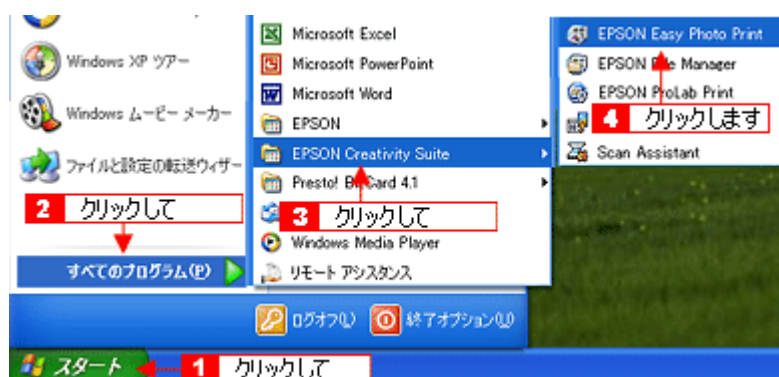 Windows XP ツアー
Windows ムービー メーカー
ファイルと設定の転送ウィザー
2 クリックして
すべてのプログラム(P)
Microsoft Excel
Microsoft PowerPoint
Microsoft Word
EPSON
EPSON Creativity Suite
Presto! Card 4.1
3 クリックして
Windows Media Player
リモート アシスタンス
EPSON Easy Photo Print
EPSON Manager
EPSON ProLab Print
4 クリックします
Scan Assistant
ログオフ(L)
終了オプション(U)
スタート
1 クリックして